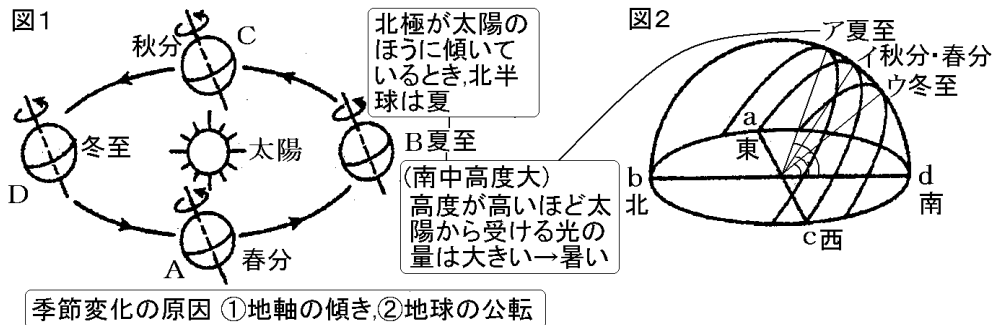 図1
秋分
C
北極が太陽の
ほうに傾いて
いるとき,北半
球は夏
冬至
D
太陽
B 夏至
A
春分
(南中高度大)
高度が高いほど太
陽から受ける光の
量は大きい→暑い
季節変化の原因 ①地軸の傾き,②地球の公転
図2
ア夏至
イ秋分・春分
ウ冬至
a
東
b
北
d
南
c西